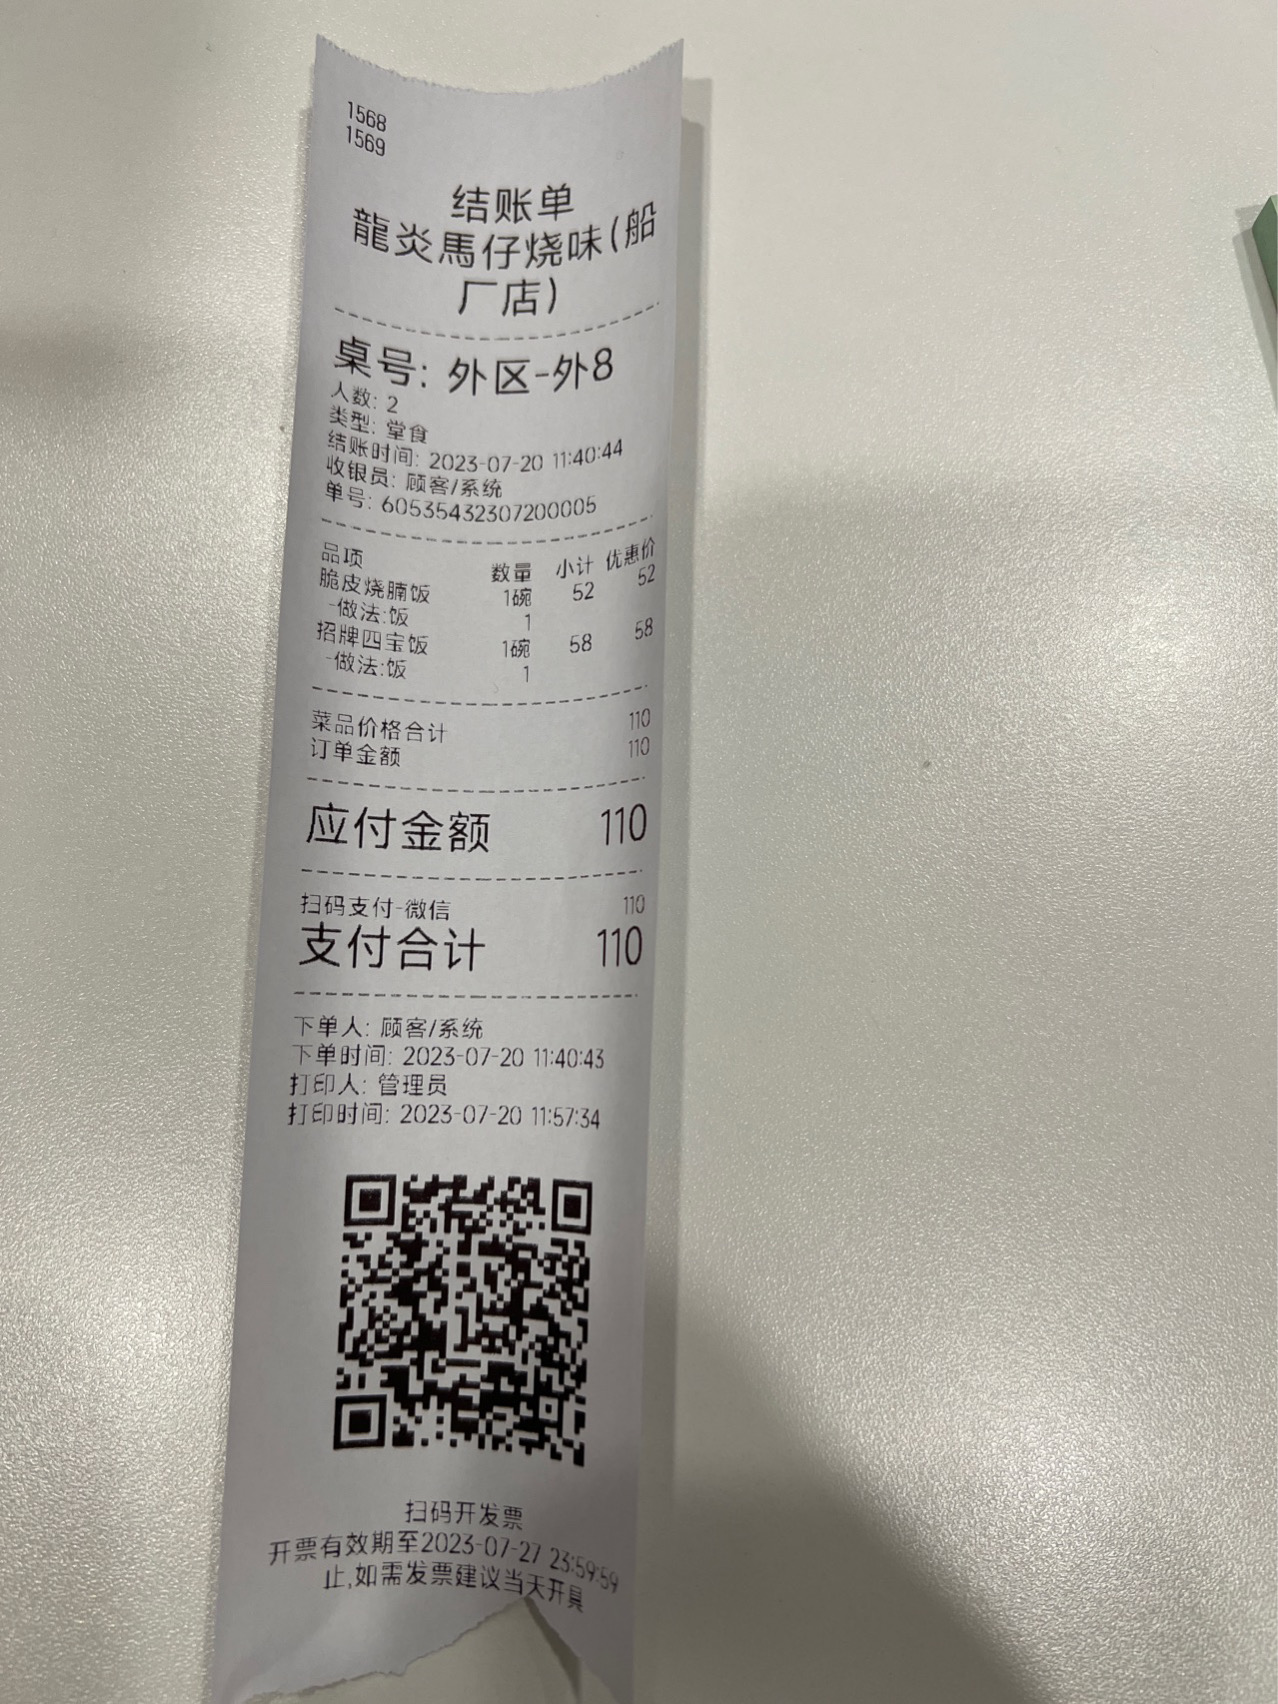 1568
1569
结账单
龍炎馬仔烧味(船
厂店)
桌号: 外区-外8
人数: 2
类型: 堂食
结账时间: 2023-07-20 11:40:44
收银员: 顾客/系统
单号: 60535432307200005
品项 数量 小计 优惠价
脆皮烧腩饭 1碗 52 52
-做法:饭 1
招牌四宝饭 1碗 58 58
-做法:饭 1
菜品价格合计 110
订单金额 110
应付金额 110
扫码支付-微信 110
支付合计 110
下单人: 顾客/系统
下单时间: 2023-07-20 11:40:43
打印人: 管理员
打印时间: 2023-07-20 11:57:34
扫码开发票
开票有效期至2023-07-27 23:59:59
止,如需发票建议当天开具